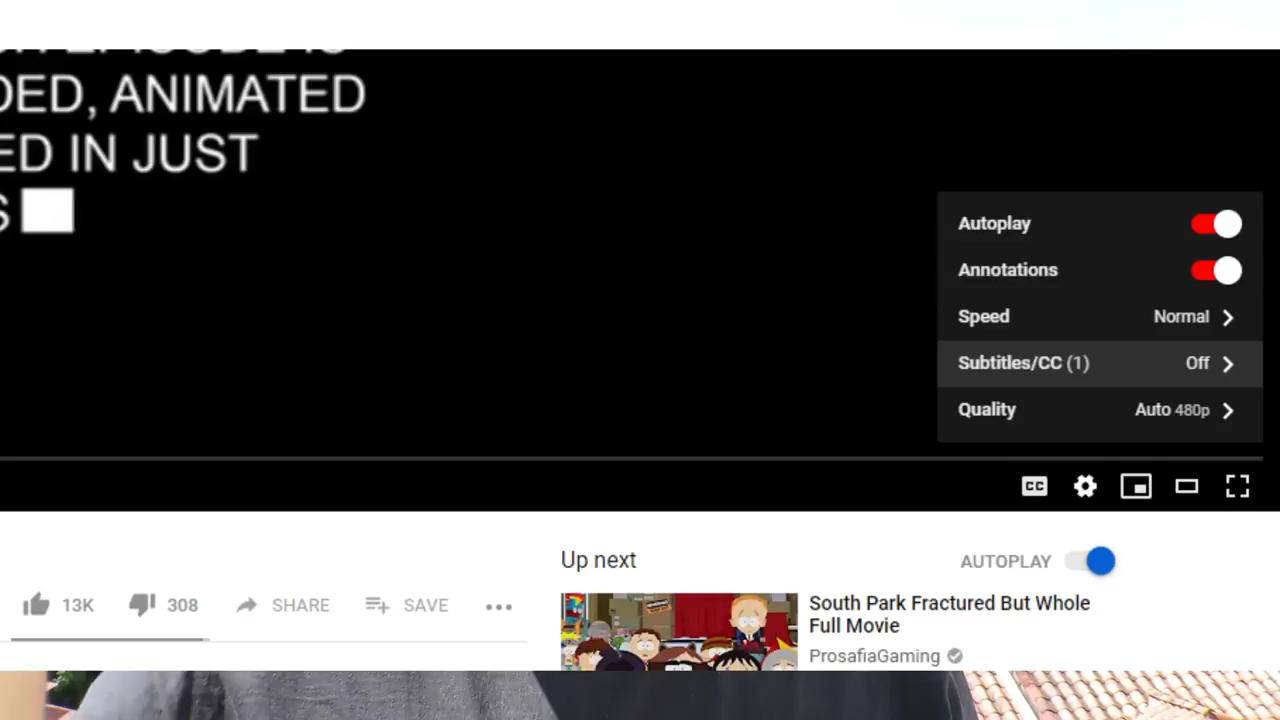 DED, ANIMATED
ED IN JUST
S
Autoplay
Annotations
Speed Normal
Subtitles/CC (1) Off
Quality Auto 480p
CC
Up next AUTOPLAY
13K 308 SHARE SAVE
South Park Fractured But Whole
Full Movie
ProsafiaGaming